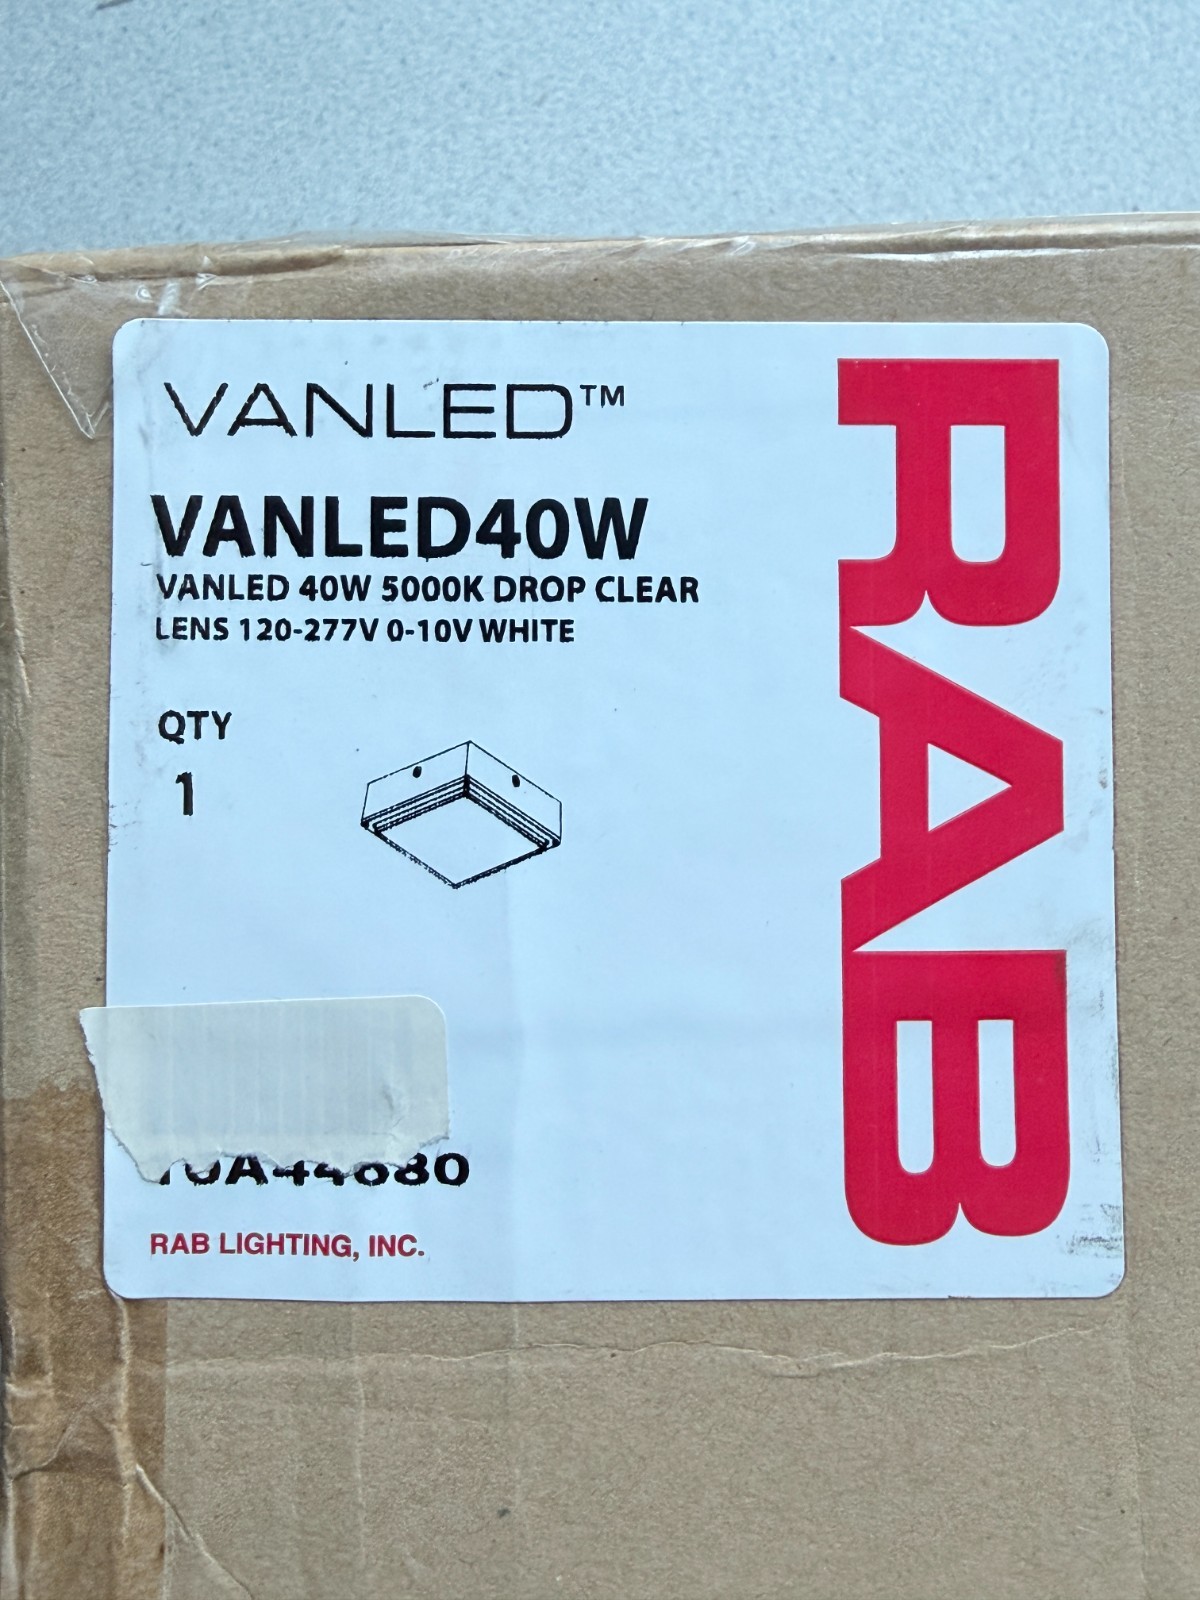 VANLED™
VANLED40W
VANLED 40W 5000K DROP CLEAR
LENS 120-277V 0-10V WHITE
QTY
1
RAB LIGHTING, INC.
RAB